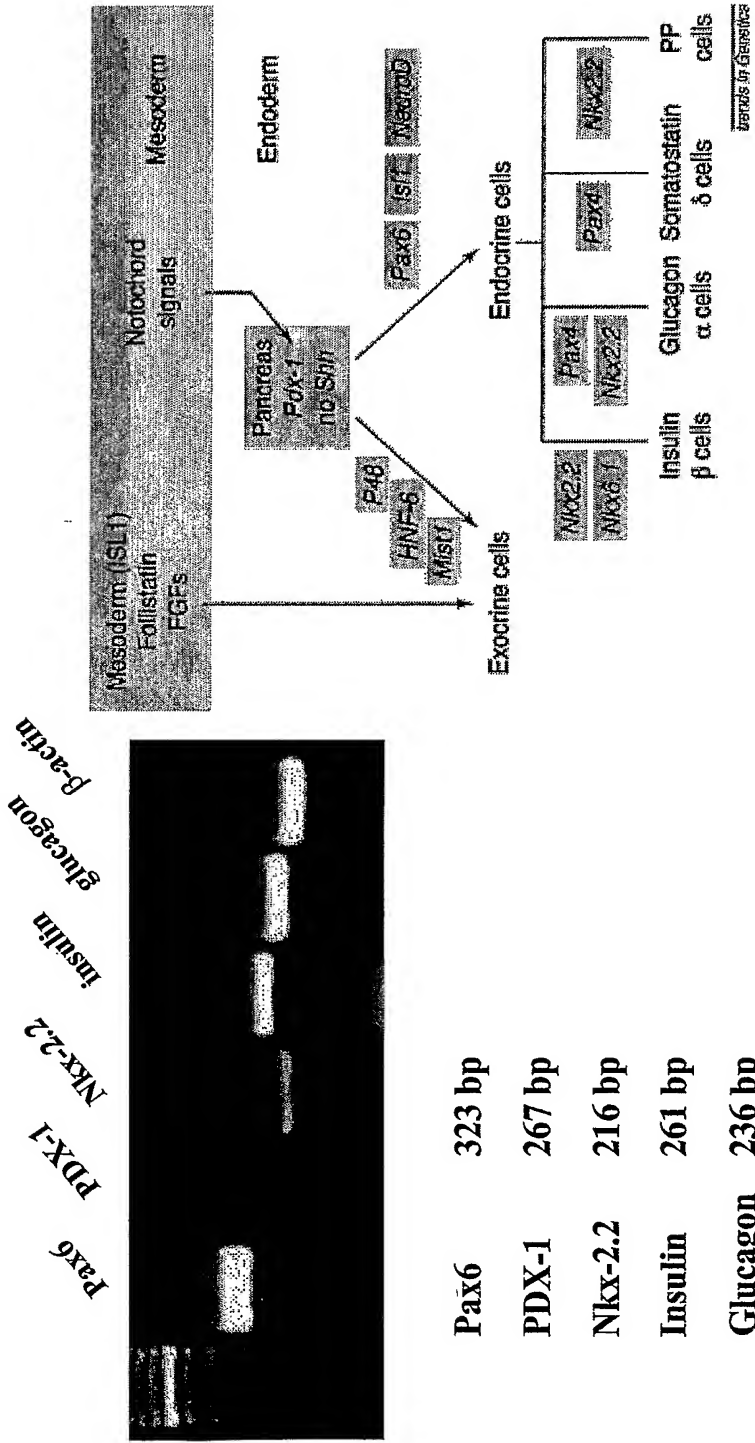 Pax6
PDX-1
Nkx-2.2
insulin
glucagon
β-actin
Pax6 323 bp
PDX-1 267 bp
Nkx-2.2 216 bp
Insulin 261 bp
Glucagon 236 bp
Mesoderm (ISL1)
Follistatin
FGFs
Notochord
signals
Mesoderm
Pancreas
Pdx-1
no Shh
Endoderm
P48
HNF-6
Mist1
Pax6 Isl1 NeuroD
Exocrine cells
Endocrine cells
Nkx2.2
Nkx6.1
Pax4
Nkx2.2
Pax4
Nkx2.2
Insulin
β cells
Glucagon
α cells
Somatostatin
δ cells
PP
cells
trends in Genetics